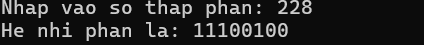 Nhap vao so thap phan: 228
He nhi phan la: 11100100